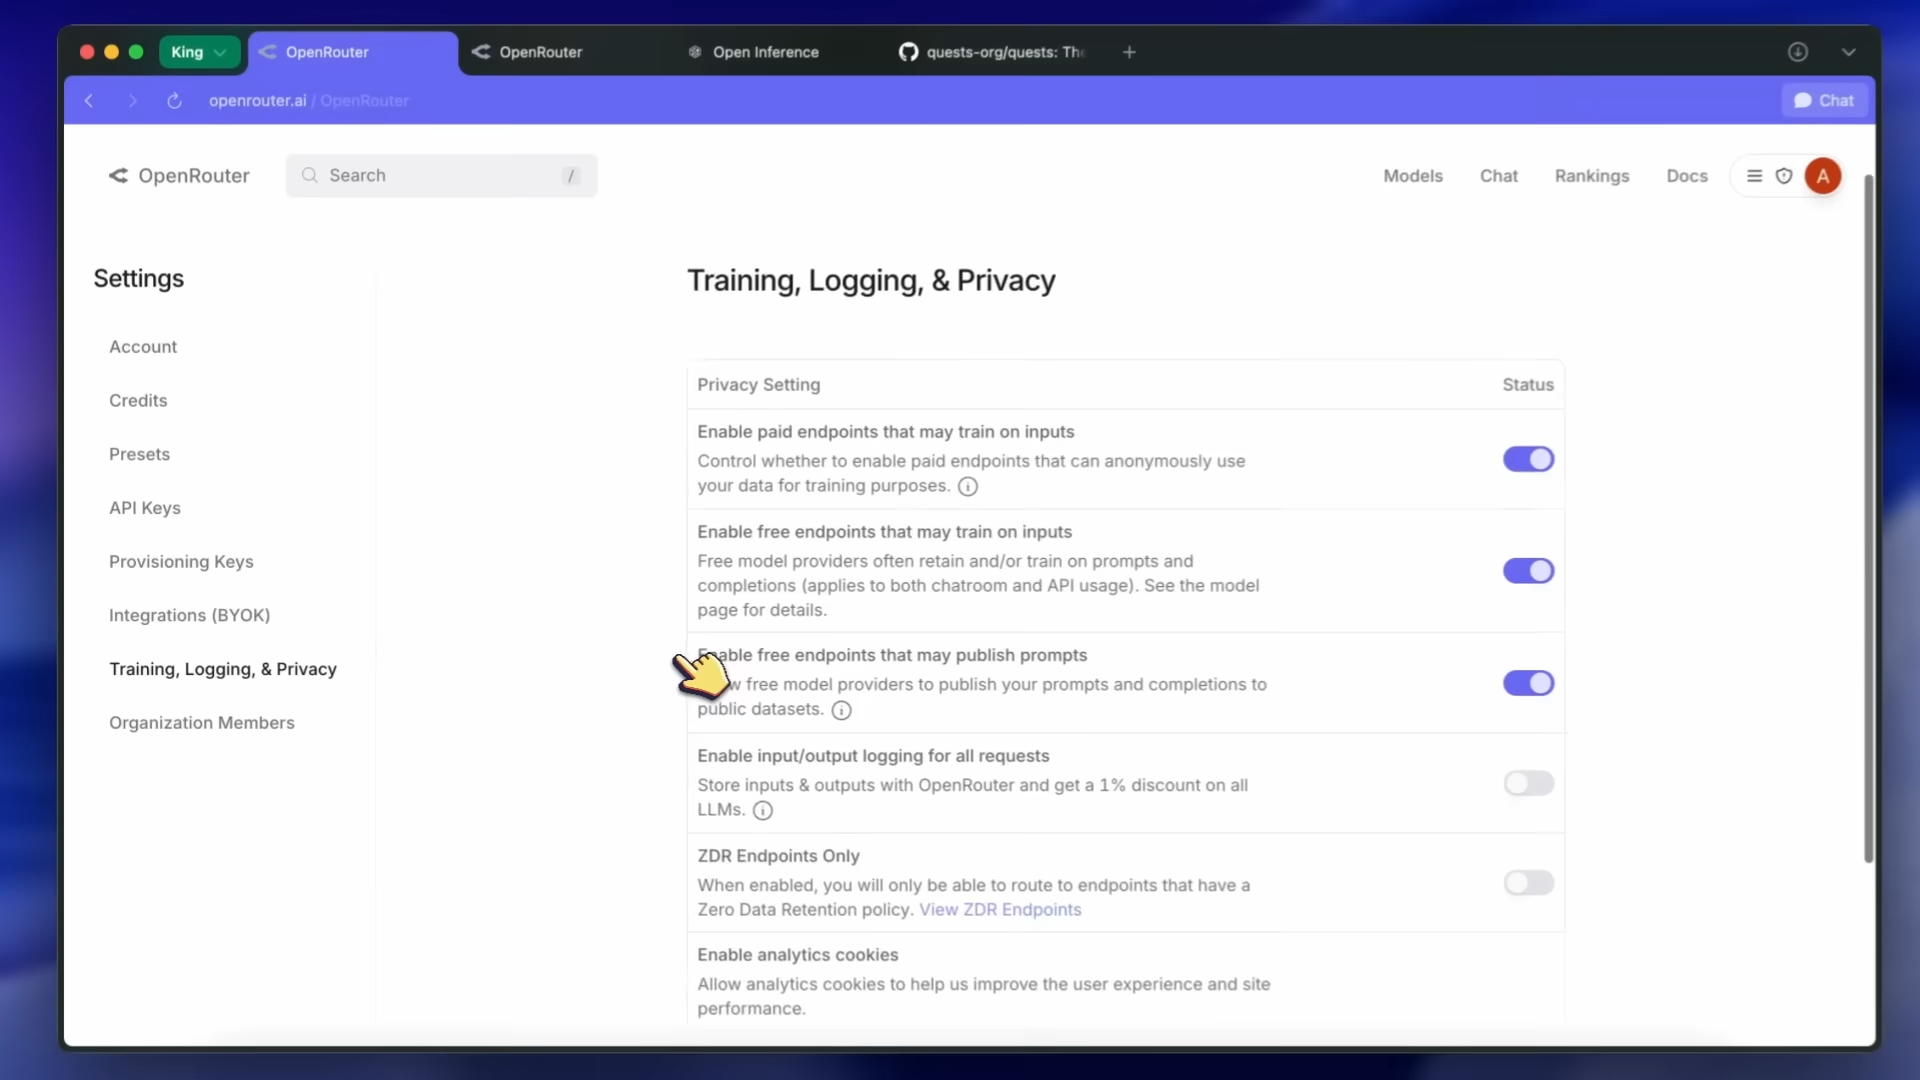 King
OpenRouter
OpenRouter
Open Inference
quests-org/quests: The
+
openrouter.ai / OpenRouter
Chat
OpenRouter
Search
/
Models
Chat
Rankings
Docs
A
Settings
Account
Credits
Presets
API Keys
Provisioning Keys
Integrations (BYOK)
Training, Logging, & Privacy
Organization Members
Training, Logging, & Privacy
Privacy Setting
Status
Enable paid endpoints that may train on inputs
Control whether to enable paid endpoints that can anonymously use
your data for training purposes.
Enable free endpoints that may train on inputs
Free model providers often retain and/or train on prompts and
completions (applies to both chatroom and API usage). See the model
page for details.
Enable free endpoints that may publish prompts
free model providers to publish your prompts and completions to
public datasets.
Enable input/output logging for all requests
Store inputs & outputs with OpenRouter and get a 1% discount on all
LLMs.
ZDR Endpoints Only
When enabled, you will only be able to route to endpoints that have a
Zero Data Retention policy. View ZDR Endpoints
Enable analytics cookies
Allow analytics cookies to help us improve the user experience and site
performance.